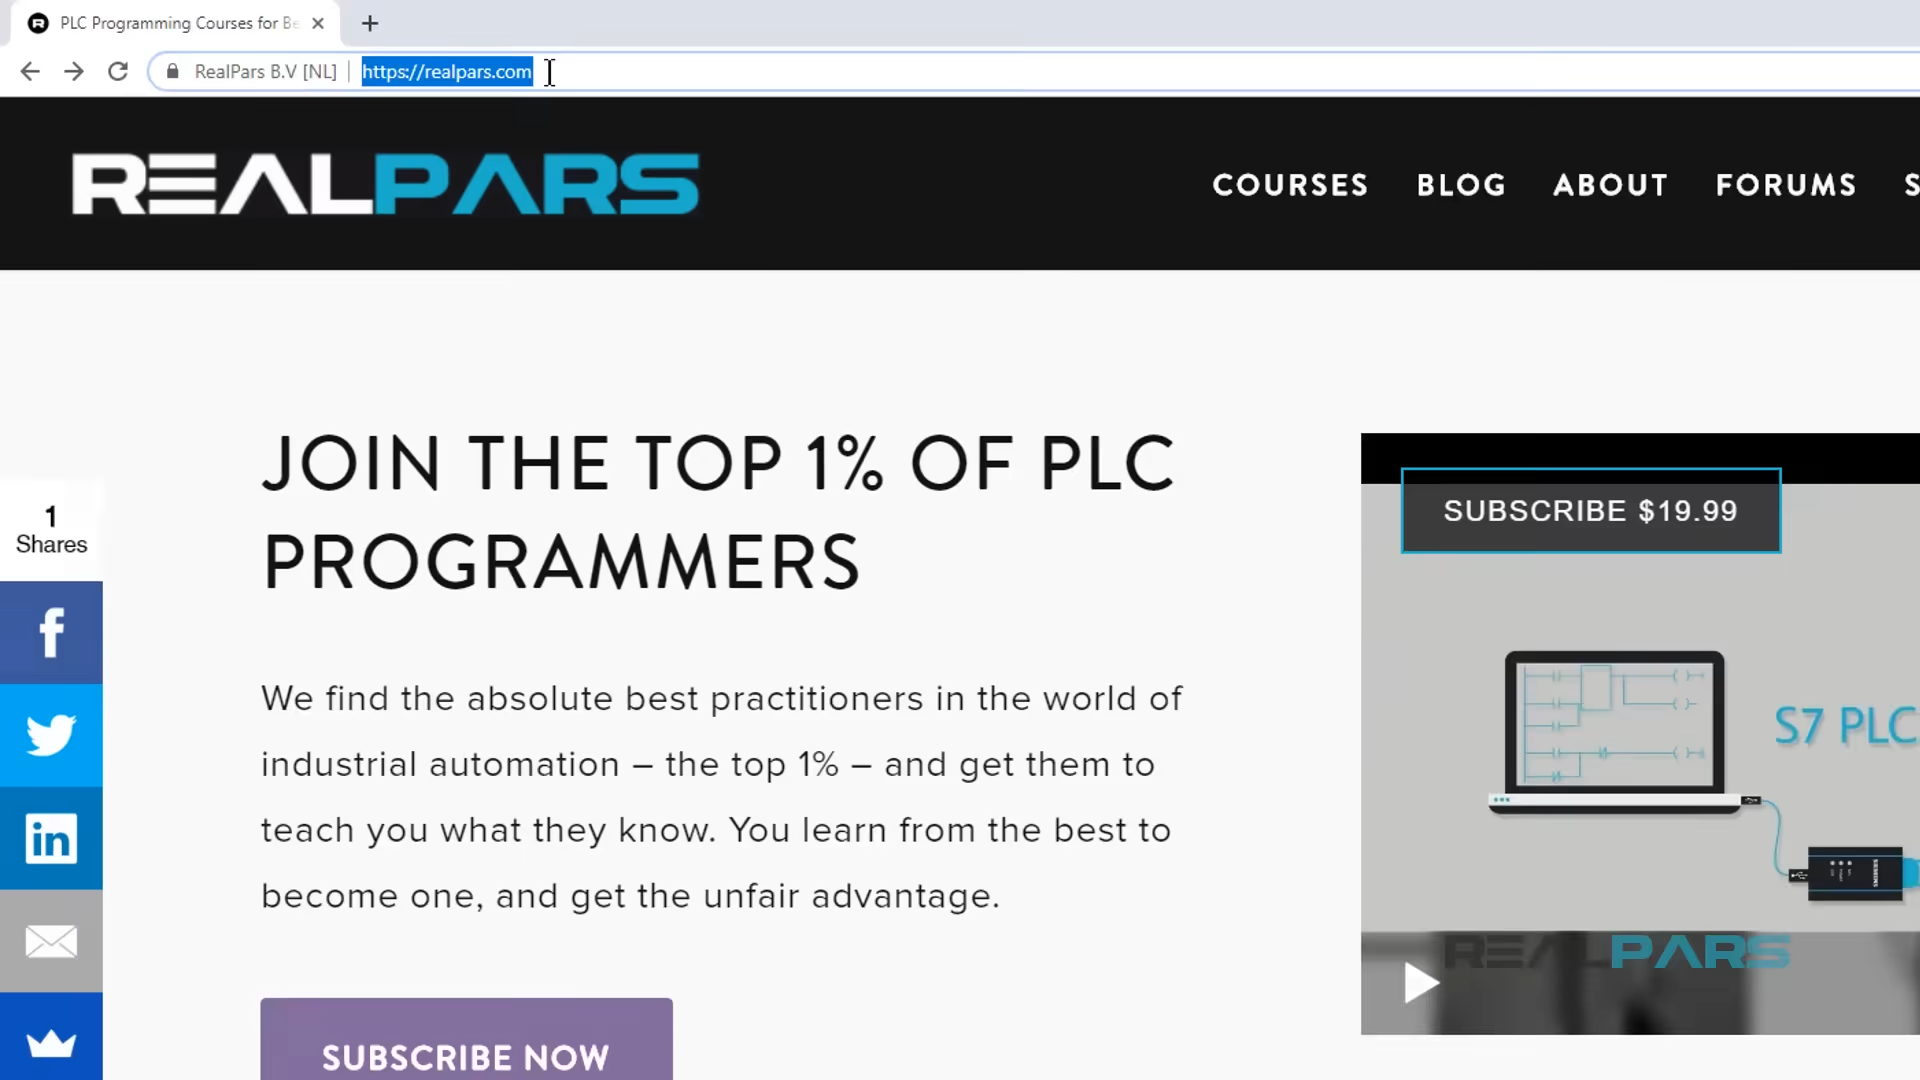 PLC Programming Courses for Be
RealPars B.V [NL] | https://realpars.com
REALPARS
COURSES BLOG ABOUT FORUMS S
JOIN THE TOP 1% OF PLC
PROGRAMMERS
We find the absolute best practitioners in the world of
industrial automation – the top 1% – and get them to
teach you what they know. You learn from the best to
become one, and get the unfair advantage.
SUBSCRIBE NOW
1
Shares
f
in
SUBSCRIBE $19.99
S7 PLC
SIEMENS
REALPARS